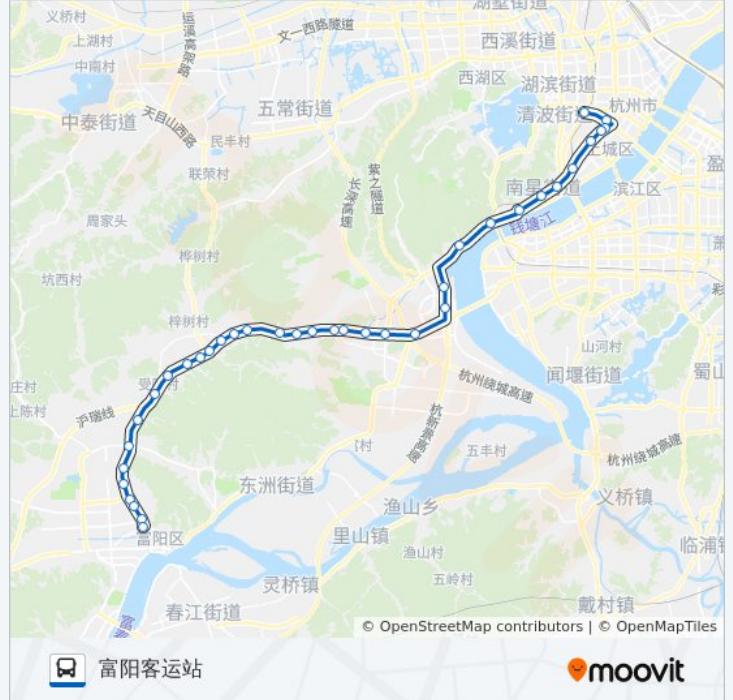 湖墅街道
义桥村
运溪高架路
文一西路隧道
上湖村
西溪街道
中南村
西湖区
湖滨街道
中泰街道
天目山西路
五常街道
清波街
杭州市
民丰村
上城区
盈
联荣村
紫之隧道
长深高速
南星街道
滨江区
周家头
钱塘江
萧
桦树村
坑西村
彩
梓树村
山河村
庄村
闻堰街道
蜀山
杭州绕城高速
上陈村
沪瑞线
杭新景高速
五丰村
杭州绕城高速
东洲街道
渔山乡
义桥镇
富阳区
里山镇
渔山村
临浦镇
五岭村
灵桥镇
春江街道
戴村镇
© OpenStreetMap contributors | © OpenMapTiles
富阳客运站
moovit